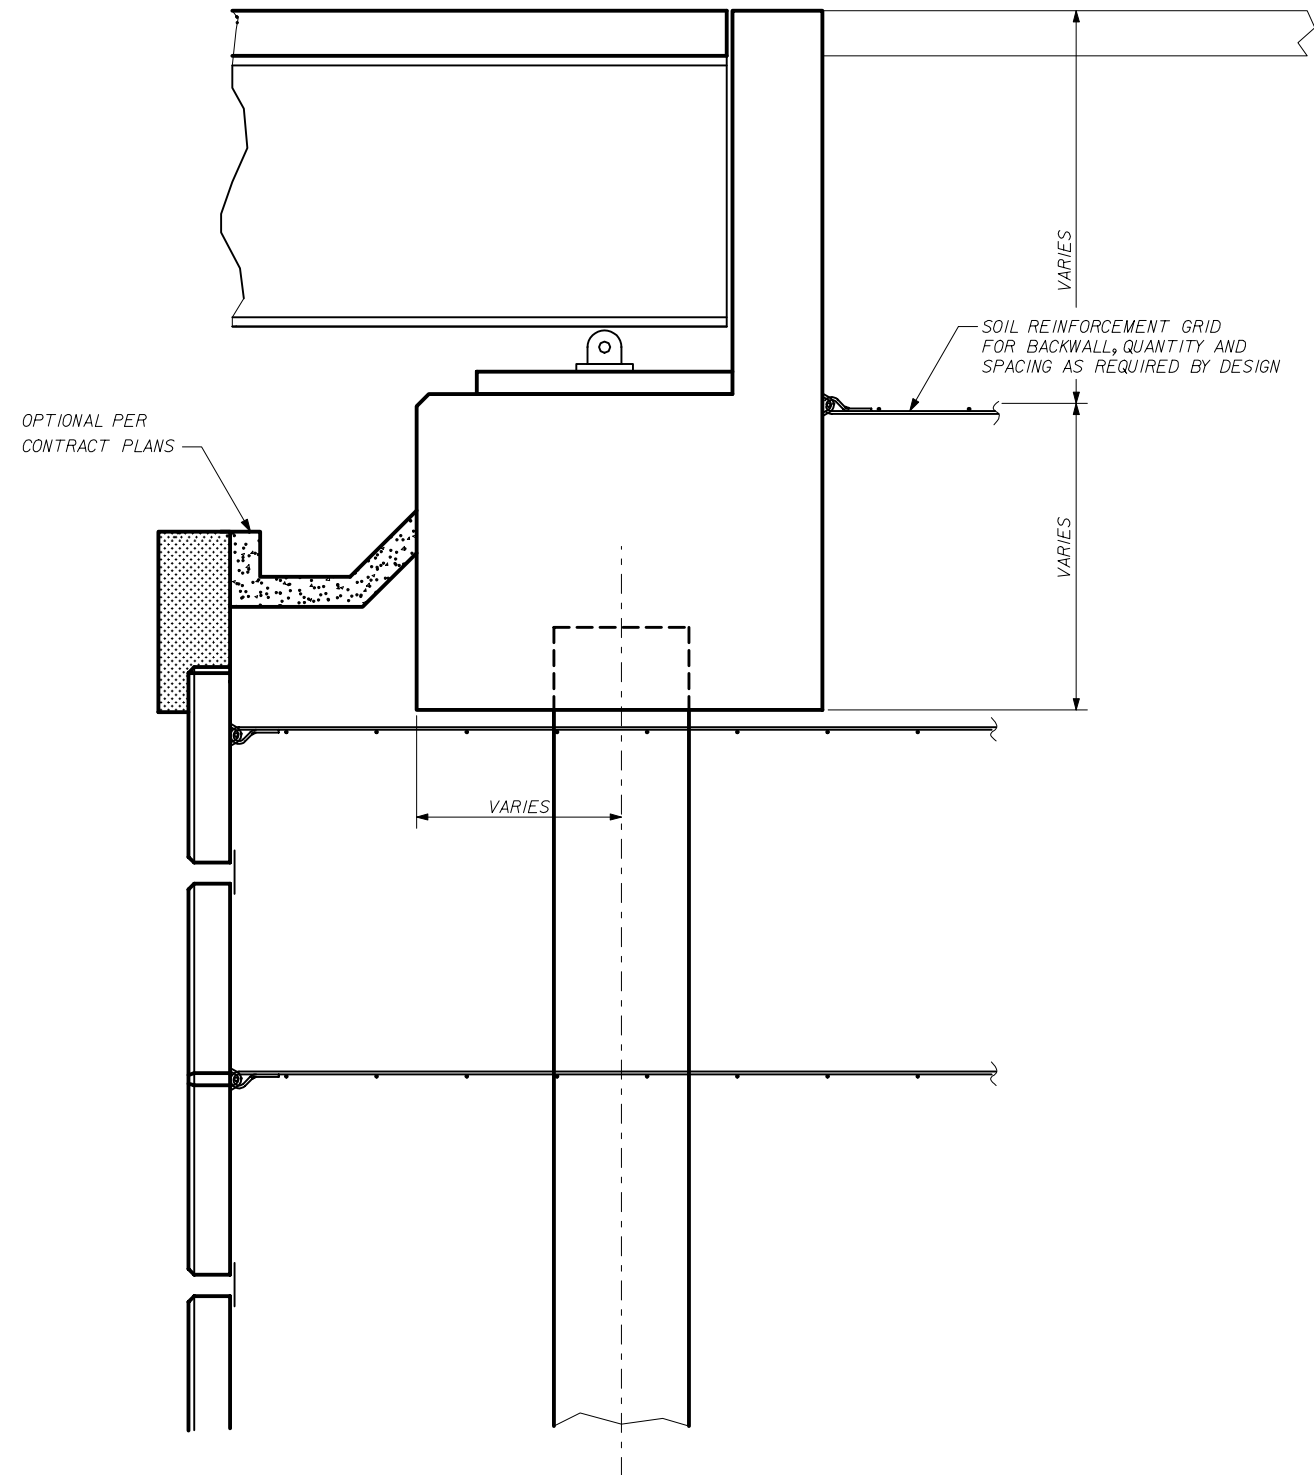 VARIES
SOIL REINFORCEMENT GRID
FOR BACKWALL, QUANTITY AND
SPACING AS REQUIRED BY DESIGN
OPTIONAL PER
CONTRACT PLANS
VARIES
VARIES